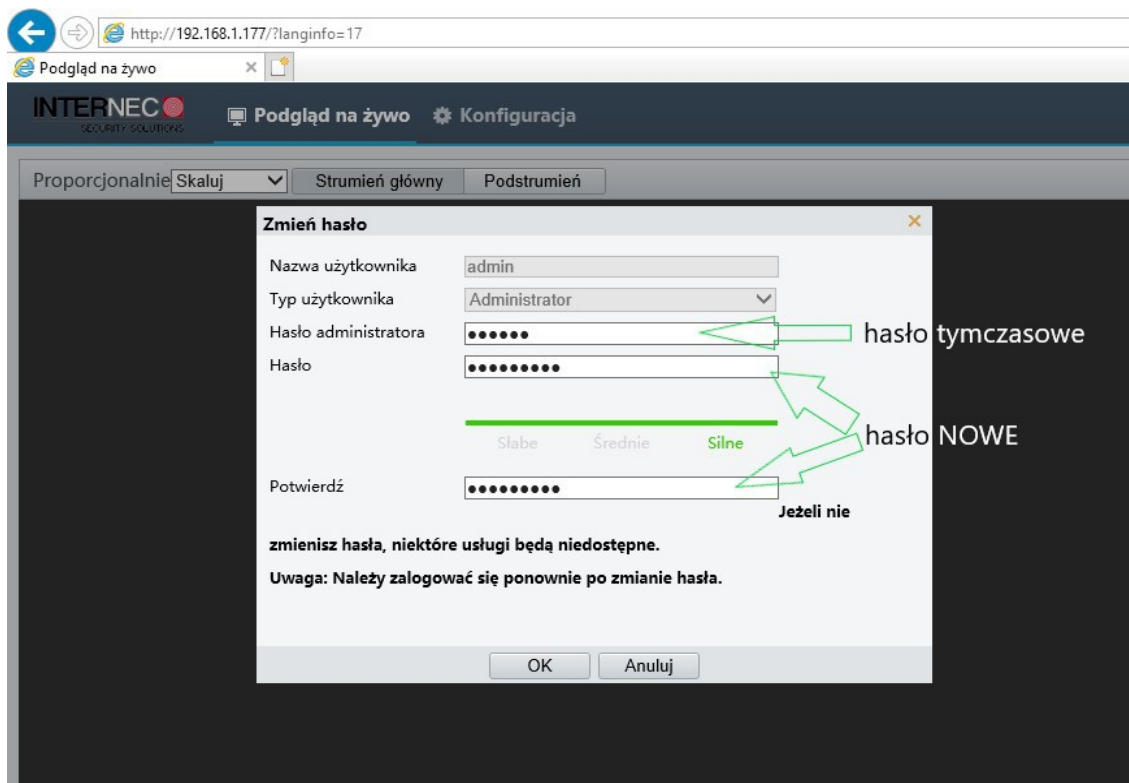 http://192.168.1.177/?langinfo=17
Podgląd na żywo
INTERNEC
SECURITY SOLUTIONS
Podgląd na żywo Konfiguracja
Proporcjonalnie Skaluj Strumień główny Podstrumień
Zmień hasło
Nazwa użytkownika admin
Typ użytkownika Administrator
Hasło administratora ●●●●●● hasło tymczasowe
Hasło ●●●●●●●●●
Słabe Średnie Silne hasło NOWE
Potwierdź ●●●●●●●●●
Jeżeli nie
zmienisz hasła, niektóre usługi będą niedostępne.
Uwaga: Należy zalogować się ponownie po zmianie hasła.
OK Anuluj